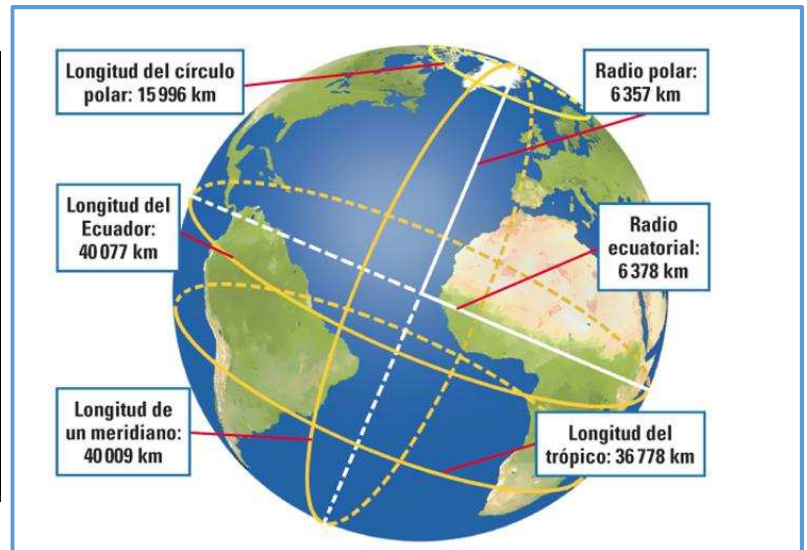 Longitud del círculo
polar: 15 996 km
Radio polar:
6 357 km
Longitud del
Ecuador:
40 077 km
Radio
ecuatorial:
6 378 km
Longitud de
un meridiano:
40 009 km
Longitud del
trópico: 36 778 km